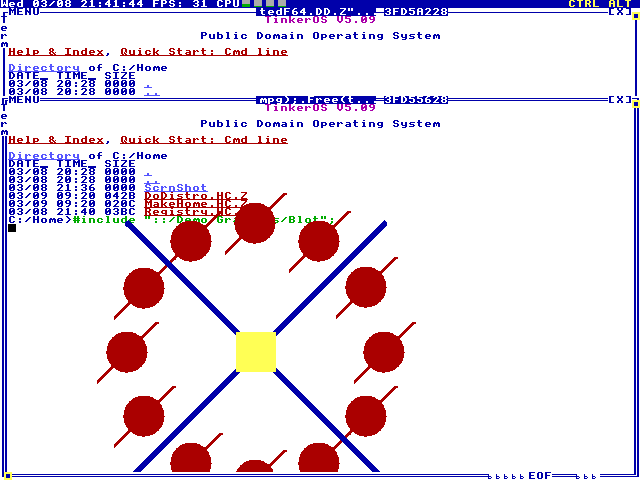 Wed 03/08 21:41:44 FPS: 31 CPU CTRL ALT
MENU tedF64.DD.Z"... 3FD5A228 [X]
TinkerOS V5.09
Public Domain Operating System
Help & Index, Quick Start: Cmd line
Directory of C:/Home
DATE_ TIME_ SIZE
03/08 20:28 0000 .
03/08 20:28 0000 ..
Term
MENU mpg);.Free(t... 3FD55628 [X]
TinkerOS V5.09
Public Domain Operating System
Help & Index, Quick Start: Cmd line
Directory of C:/Home
DATE_ TIME_ SIZE
03/08 20:28 0000 .
03/08 20:28 0000 ..
03/08 21:36 0000 ScrnShot
03/09 09:20 042B DoDistro.HC.Z
03/09 09:20 020C MakeHome.HC.Z
03/08 21:40 03BC Registry.HC.
C:/Home>#include "::/Demo Gra s/Blot";
Term
EOF